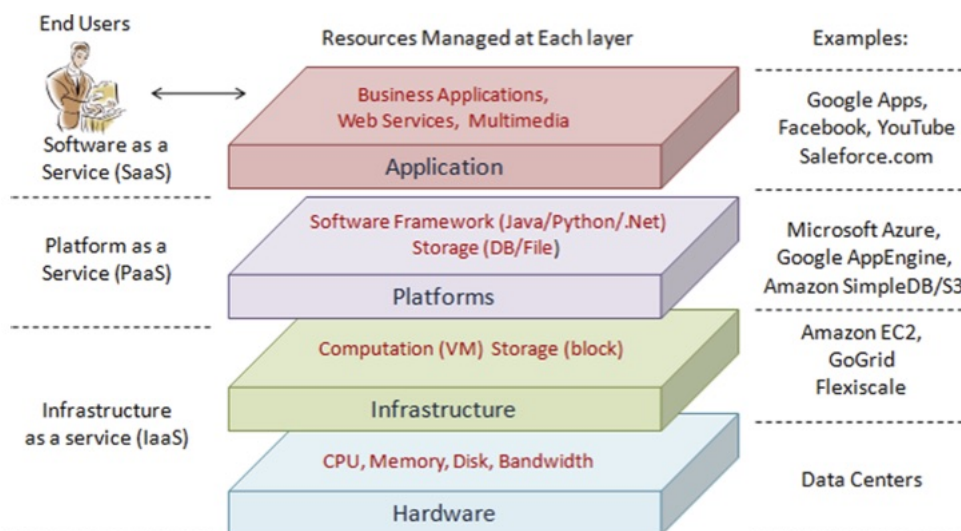 End Users
Resources Managed at Each layer
Examples:
Software as a
Service (SaaS)
Business Applications,
Web Services, Multimedia
Application
Google Apps,
Facebook, YouTube
Saleforce.com
Platform as a
Service (PaaS)
Software Framework (Java/Python/.Net)
Storage (DB/File)
Platforms
Microsoft Azure,
Google AppEngine,
Amazon SimpleDB/S3
Infrastructure
as a service (IaaS)
Computation (VM) Storage (block)
Infrastructure
Amazon EC2,
GoGrid
Flexiscale
CPU, Memory, Disk, Bandwidth
Hardware
Data Centers